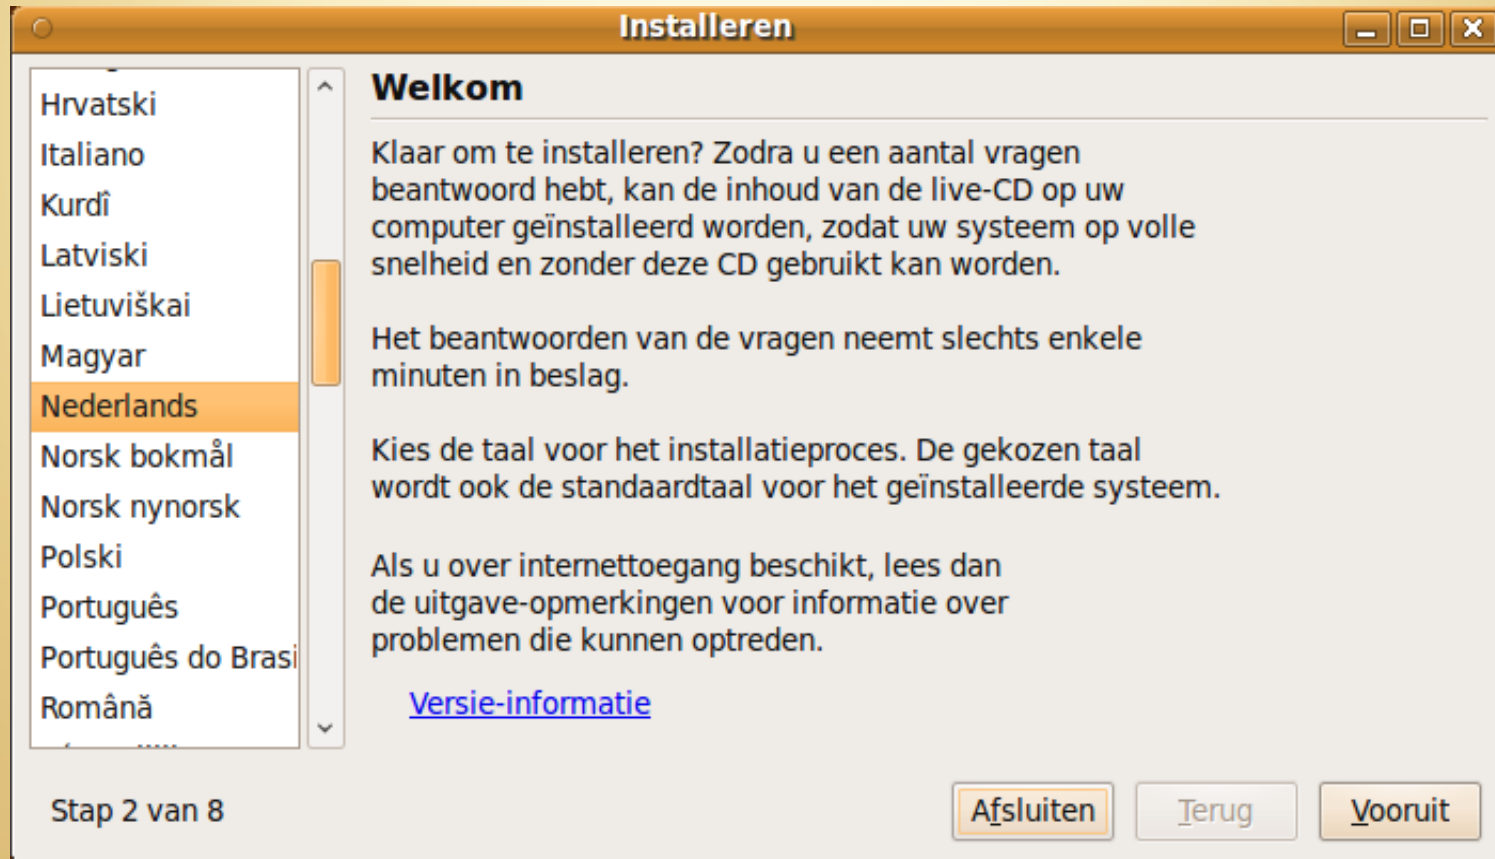 Installeren
Hrvatski
Italiano
Kurdî
Latviski
Lietuviškai
Magyar
Nederlands
Norsk bokmål
Norsk nynorsk
Polski
Português
Português do Brasi
Română
Welkom
Klaar om te installeren? Zodra u een aantal vragen
beantwoord hebt, kan de inhoud van de live-CD op uw
computer geïnstalleerd worden, zodat uw systeem op volle
snelheid en zonder deze CD gebruikt kan worden.
Het beantwoorden van de vragen neemt slechts enkele
minuten in beslag.
Kies de taal voor het installatieproces. De gekozen taal
wordt ook de standaardtaal voor het geïnstalleerde systeem.
Als u over internettoegang beschikt, lees dan
de uitgave-opmerkingen voor informatie over
problemen die kunnen optreden.
Versie-informatie
Stap 2 van 8
Afsluiten
Terug
Vooruit